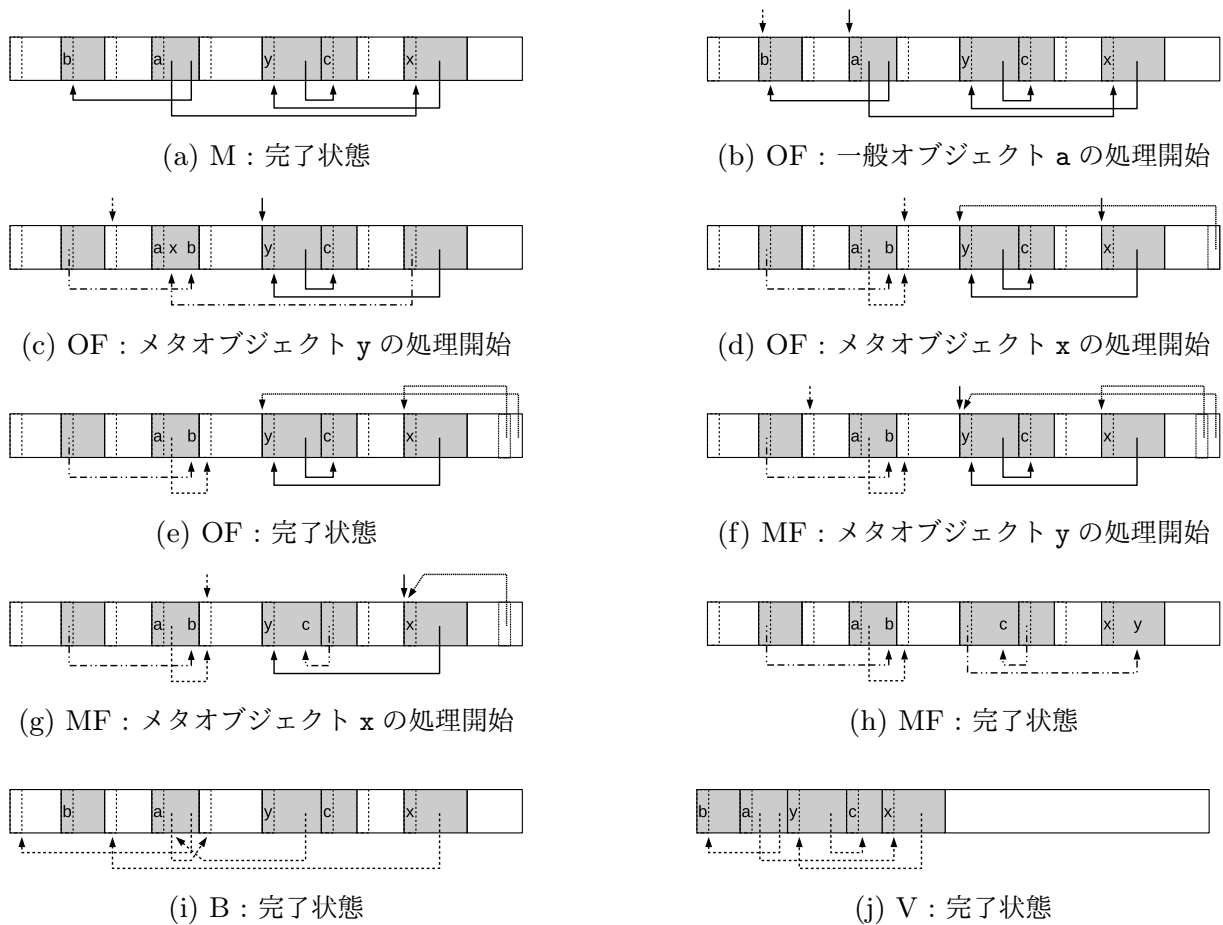 b a y c x
b a y c x
(a) M：完了状態
(b) OF：一般オブジェクト a の処理開始
a x b y c
a b y c x
(c) OF：メタオブジェクト y の処理開始
(d) OF：メタオブジェクト x の処理開始
a b y c x
a b y c x
(e) OF：完了状態
(f) MF：メタオブジェクト y の処理開始
a b y c x
a b y c x y
(g) MF：メタオブジェクト x の処理開始
(h) MF：完了状態
b a y c x
b a y c x
(i) B：完了状態
(j) V：完了状態